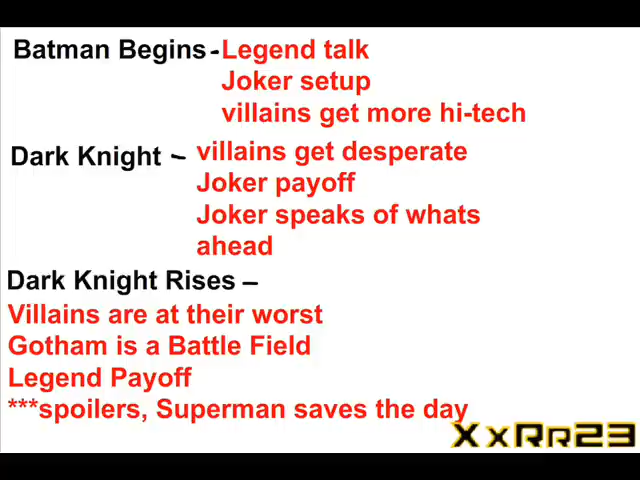 Batman Begins - Legend talk
Joker setup
villains get more hi-tech
Dark Knight - villains get desperate
Joker payoff
Joker speaks of whats
ahead
Dark Knight Rises -
Villains are at their worst
Gotham is a Battle Field
Legend Payoff
***spoilers, Superman saves the day
XxRr23